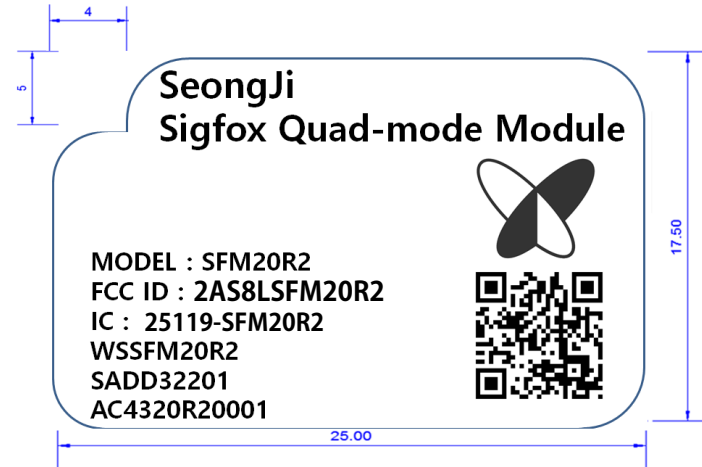 4
5
SeongJi
Sigfox Quad-mode Module
17.50
MODEL : SFM20R2
FCC ID : 2AS8LSFM20R2
IC : 25119-SFM20R2
WSSFM20R2
SADD32201
AC4320R20001
25.00